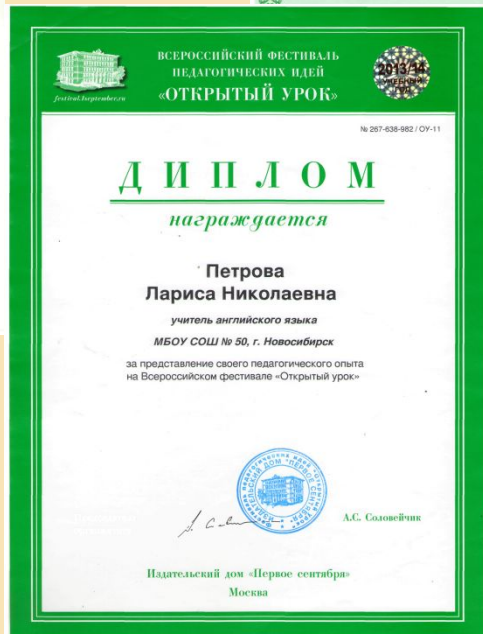 ВСЕРОССИЙСКИЙ ФЕСТИВАЛЬ
ПЕДАГОГИЧЕСКИХ ИДЕЙ
«ОТКРЫТЫЙ УРОК»
festival.1september.ru
2013/14
УЧЕБНЫЙ
ГОД
№ 267-638-982 / ОУ-11
ДИПЛОМ
награждается
Петрова
Лариса Николаевна
учитель английского языка
МБОУ СОШ № 50, г. Новосибирск
за представление своего педагогического опыта
на Всероссийском фестивале «Открытый урок»
А.С. Соловейчик
Издательский дом «Первое сентября»
Москва